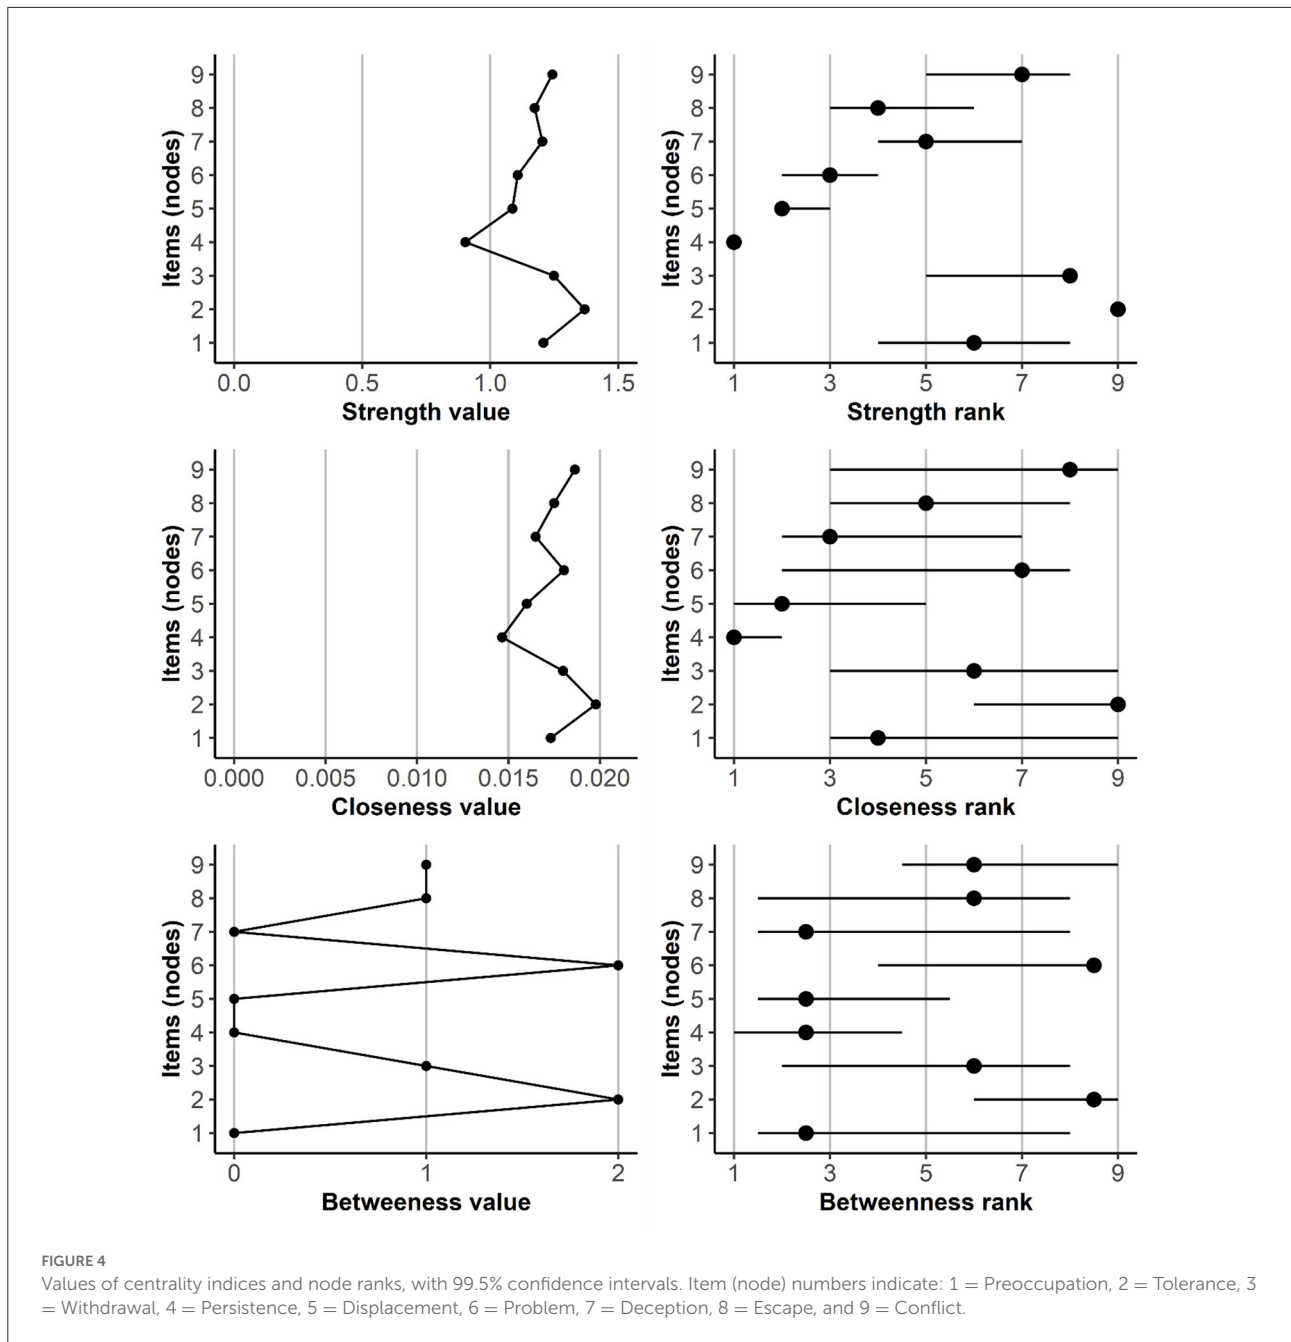 Items (nodes)
9
8
7
6
5
4
3
2
1
0.0 0.5 1.0 1.5
Strength value
Items (nodes)
9
8
7
6
5
4
3
2
1
1 3 5 7 9
Strength rank
Items (nodes)
9
8
7
6
5
4
3
2
1
0.000 0.005 0.010 0.015 0.020
Closeness value
Items (nodes)
9
8
7
6
5
4
3
2
1
1 3 5 7 9
Closeness rank
Items (nodes)
9
8
7
6
5
4
3
2
1
0 1 2
Betweeness value
Items (nodes)
9
8
7
6
5
4
3
2
1
1 3 5 7 9
Betweenness rank
FIGURE 4
Values of centrality indices and node ranks, with 99.5% confidence intervals. Item (node) numbers indicate: 1 = Preoccupation, 2 = Tolerance, 3
= Withdrawal, 4 = Persistence, 5 = Displacement, 6 = Problem, 7 = Deception, 8 = Escape, and 9 = Conflict.